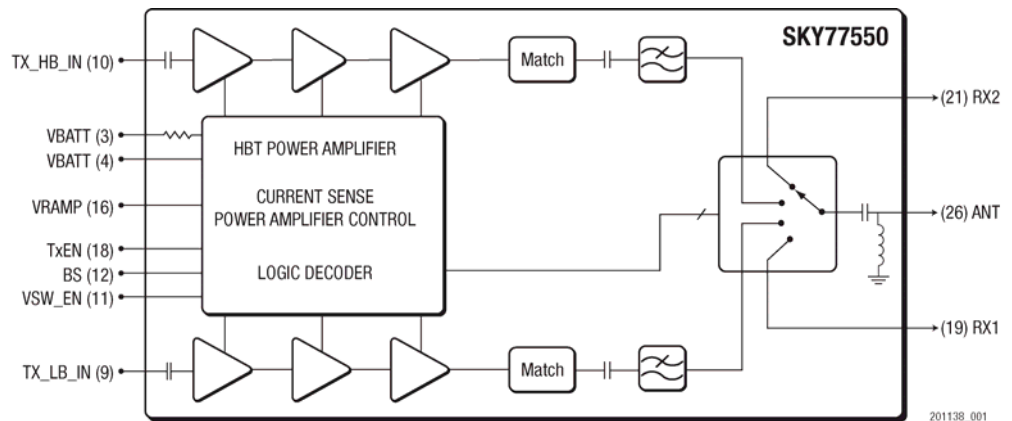 SKY77550
TX_HB_IN (10)
Match
(21) RX2
VBATT (3)
VBATT (4)
HBT POWER AMPLIFIER
CURRENT SENSE
POWER AMPLIFIER CONTROL
LOGIC DECODER
VRAMP (16)
(26) ANT
TxEN (18)
BS (12)
VSW_EN (11)
(19) RX1
TX_LB_IN (9)
Match
201138_001